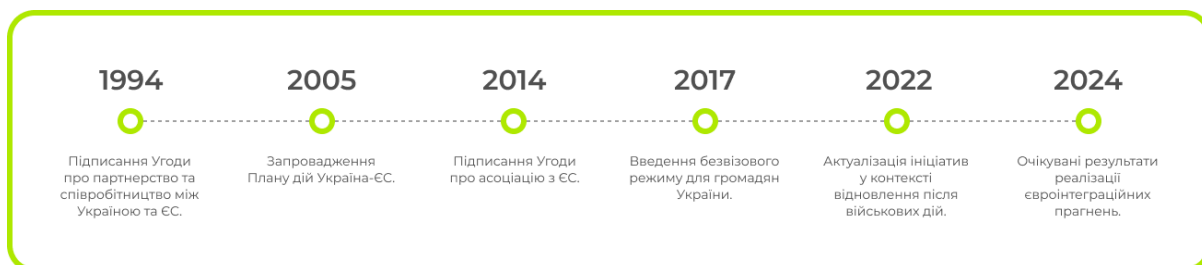 1994
Підписання Угоди
про партнерство та
співробітництво між
Україною та ЄС.
2005
Запровадження
Плану дій Україна-ЄС.
2014
Підписання Угоди
про асоціацію з ЄС.
2017
Введення безвізового
режиму для громадян
України.
2022
Актуалізація ініціатив
у контексті
відновлення після
військових дій.
2024
Очікувані результати
реалізації
євроінтеграційних
прагнень.